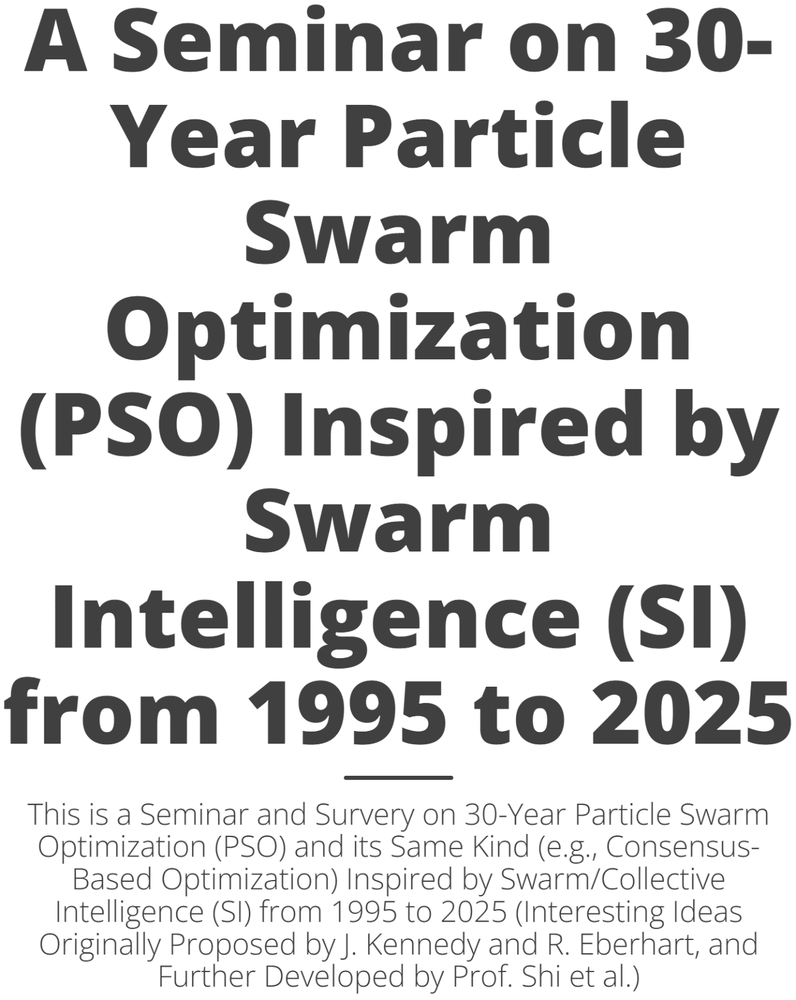 A Seminar on 30-
Year Particle
Swarm
Optimization
(PSO) Inspired by
Swarm
Intelligence (SI)
from 1995 to 2025
This is a Seminar and Survery on 30-Year Particle Swarm
Optimization (PSO) and its Same Kind (e.g., Consensus-
Based Optimization) Inspired by Swarm/Collective
Intelligence (SI) from 1995 to 2025 (Interesting Ideas
Originally Proposed by J. Kennedy and R. Eberhart, and
Further Developed by Prof. Shi et al.)